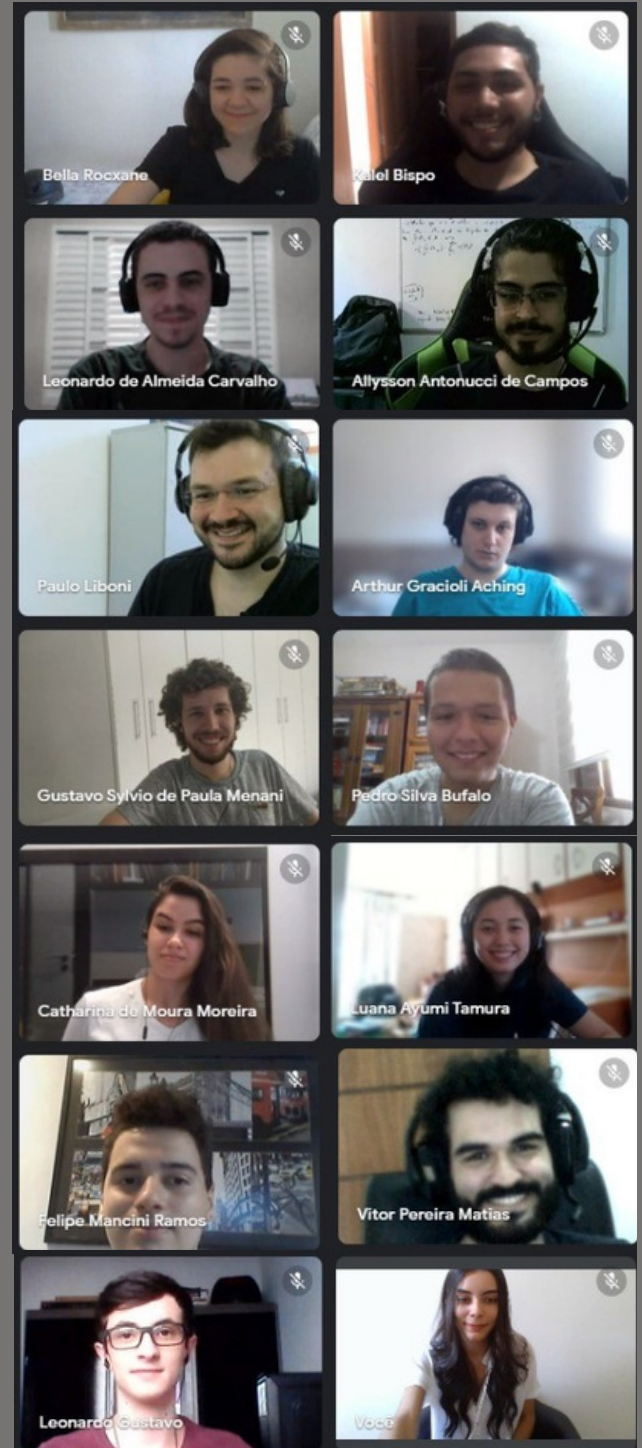 Bella Rocxane
Kalel Bispo
Leonardo de Almeida Carvalho
Allysson Antonucci de Campos
Paulo Liboni
Arthur Gracioli Aching
Gustavo Sylvio de Paula Menani
Pedro Silva Bufalo
Catharina de Moura Moreira
Luana Ayumi Tamura
Felipe Mancini Ramos
Vitor Pereira Matias
Leonardo Gustavo
Você